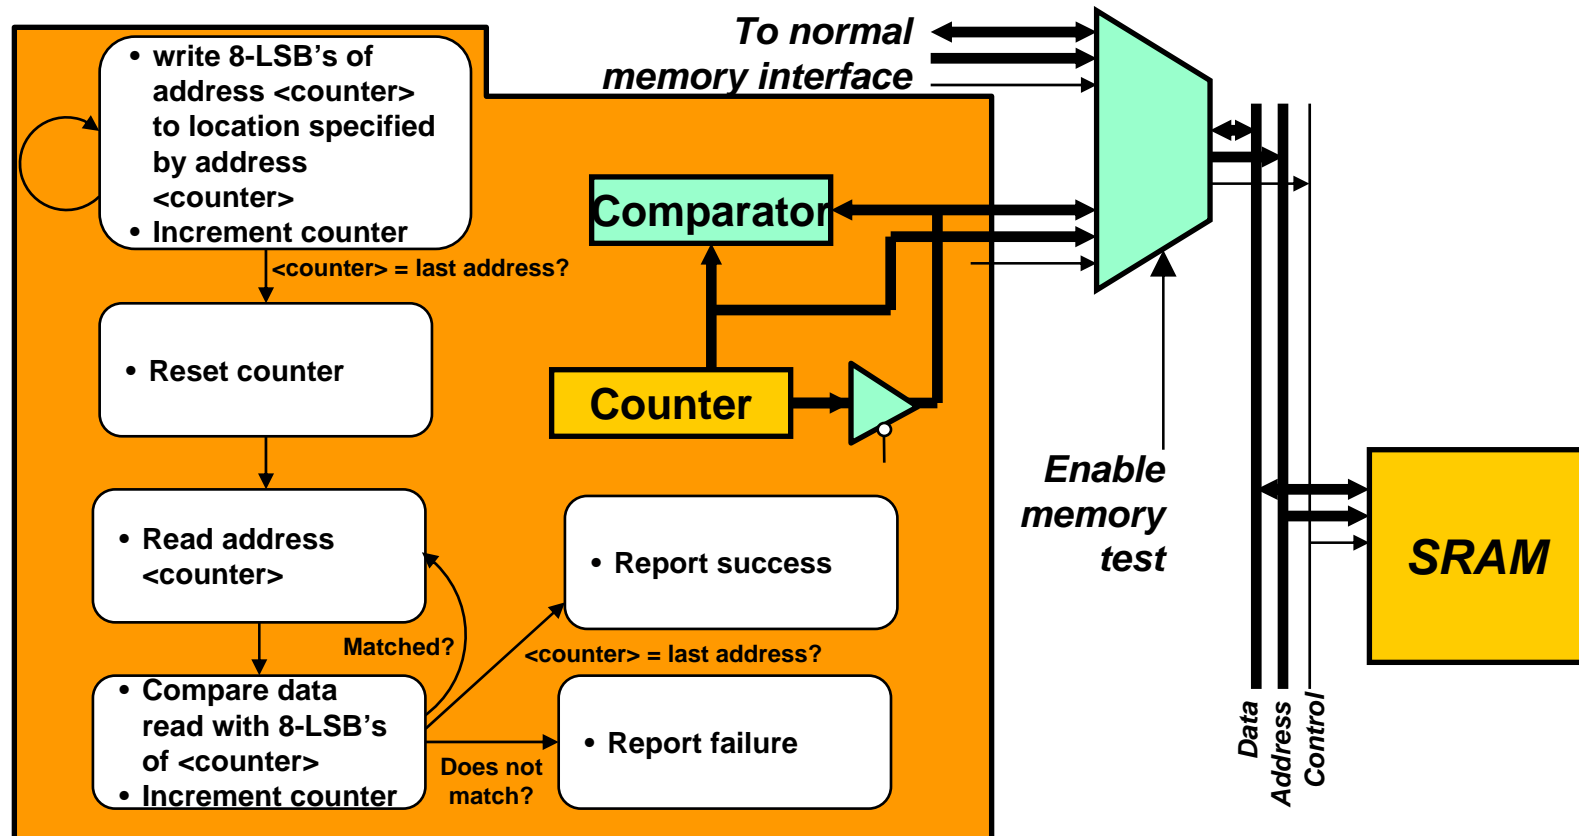 • write 8-LSB’s of
address <counter>
to location specified
by address
<counter>
• Increment counter
<counter> = last address?
• Reset counter
• Read address
<counter>
Matched?
• Compare data
read with 8-LSB’s
of <counter>
• Increment counter
Does not
match?
<counter> = last address?
• Report success
• Report failure
Comparator
Counter
To normal
memory interface
Enable
memory
test
SRAM
Data
Address
Control